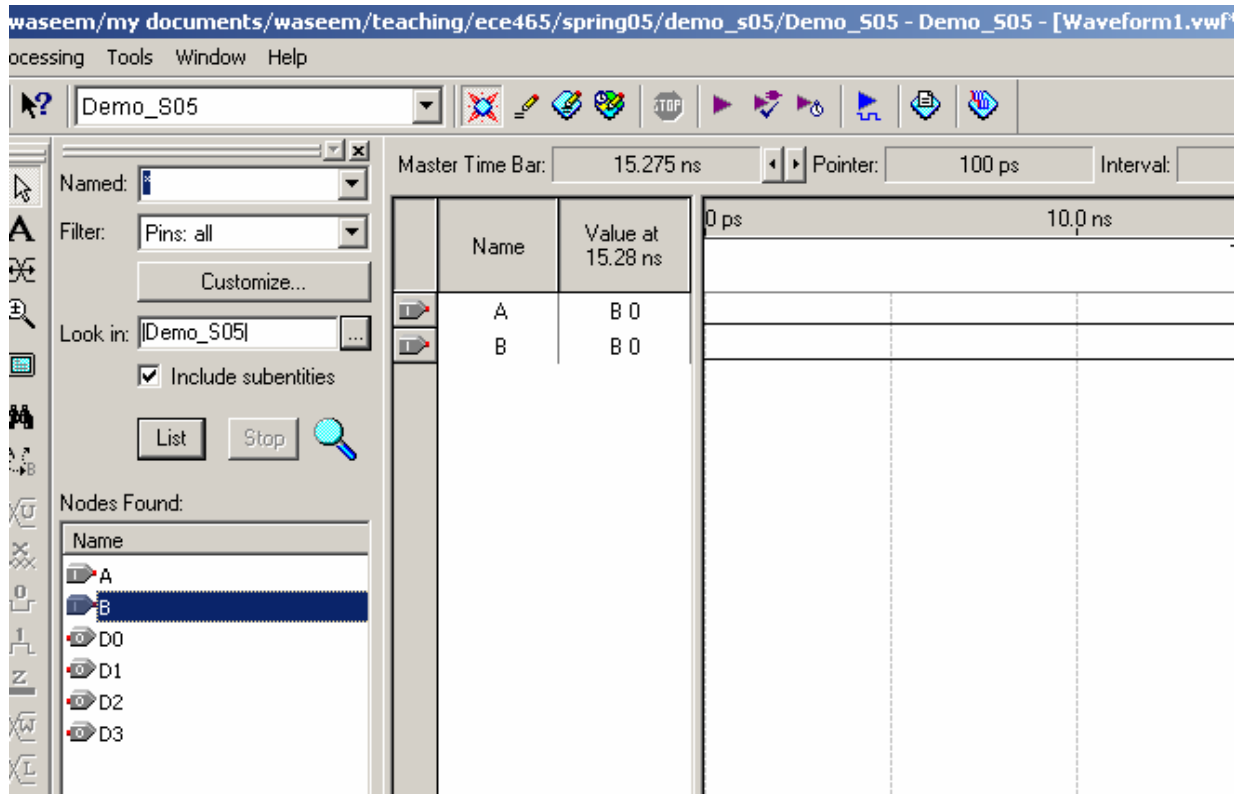 waseem/my documents/waseem/teaching/ece465/spring05/demo_s05/Demo_S05 - Demo_S05 - [Waveform1.vwf*
ocessing Tools Window Help
Demo_S05
STOP
Named: *
Filter: Pins: all
Customize...
Look in: |Demo_S05| ...
Include subentities
List Stop
Nodes Found:
Name
A
B
D0
D1
D2
D3
Master Time Bar: 15.275 ns Pointer: 100 ps Interval:
Name Value at 15.28 ns 0 ps 10.0 ns
A B 0
B B 0